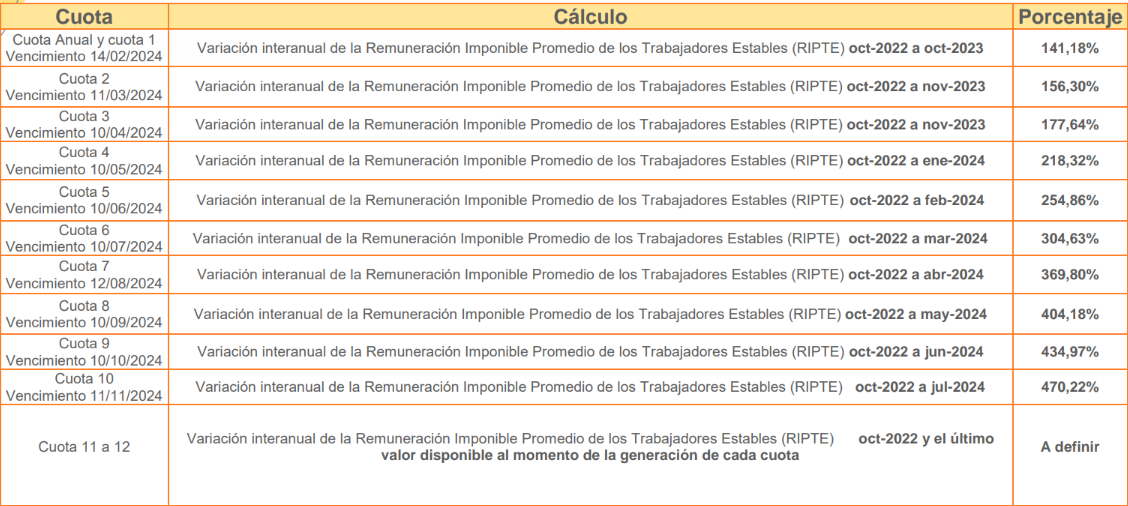 Cuota Cálculo Porcentaje
Cuota Anual y cuota 1
Vencimiento 14/02/2024
Variación interanual de la Remuneración Imponible Promedio de los Trabajadores Estables (RIPTE) oct-2022 a oct-2023
141,18%
Cuota 2
Vencimiento 11/03/2024
Variación interanual de la Remuneración Imponible Promedio de los Trabajadores Estables (RIPTE) oct-2022 a nov-2023
156,30%
Cuota 3
Vencimiento 10/04/2024
Variación interanual de la Remuneración Imponible Promedio de los Trabajadores Estables (RIPTE) oct-2022 a nov-2023
177,64%
Cuota 4
Vencimiento 10/05/2024
Variación interanual de la Remuneración Imponible Promedio de los Trabajadores Estables (RIPTE) oct-2022 a ene-2024
218,32%
Cuota 5
Vencimiento 10/06/2024
Variación interanual de la Remuneración Imponible Promedio de los Trabajadores Estables (RIPTE) oct-2022 a feb-2024
254,86%
Cuota 6
Vencimiento 10/07/2024
Variación interanual de la Remuneración Imponible Promedio de los Trabajadores Estables (RIPTE) oct-2022 a mar-2024
304,63%
Cuota 7
Vencimiento 12/08/2024
Variación interanual de la Remuneración Imponible Promedio de los Trabajadores Estables (RIPTE) oct-2022 a abr-2024
369,80%
Cuota 8
Vencimiento 10/09/2024
Variación interanual de la Remuneración Imponible Promedio de los Trabajadores Estables (RIPTE) oct-2022 a may-2024
404,18%
Cuota 9
Vencimiento 10/10/2024
Variación interanual de la Remuneración Imponible Promedio de los Trabajadores Estables (RIPTE) oct-2022 a jun-2024
434,97%
Cuota 10
Vencimiento 11/11/2024
Variación interanual de la Remuneración Imponible Promedio de los Trabajadores Estables (RIPTE) oct-2022 a jul-2024
470,22%
Cuota 11 a 12
Variación interanual de la Remuneración Imponible Promedio de los Trabajadores Estables (RIPTE) oct-2022 y el último
valor disponible al momento de la generación de cada cuota
A definir